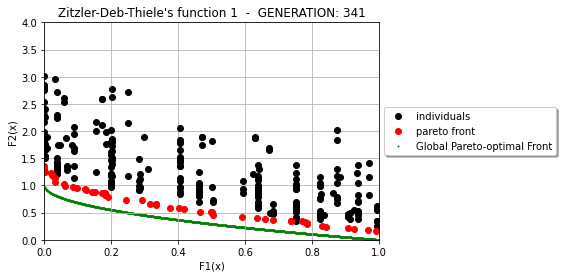 Zitzler-Deb-Thiele's function 1 - GENERATION: 341
4.0
3.5
3.0
2.5
2.0
1.5
1.0
0.5
0.0
F2(x)
0.0 0.2 0.4 0.6 0.8 1.0
F1(x)
individuals
pareto front
Global Pareto-optimal Front